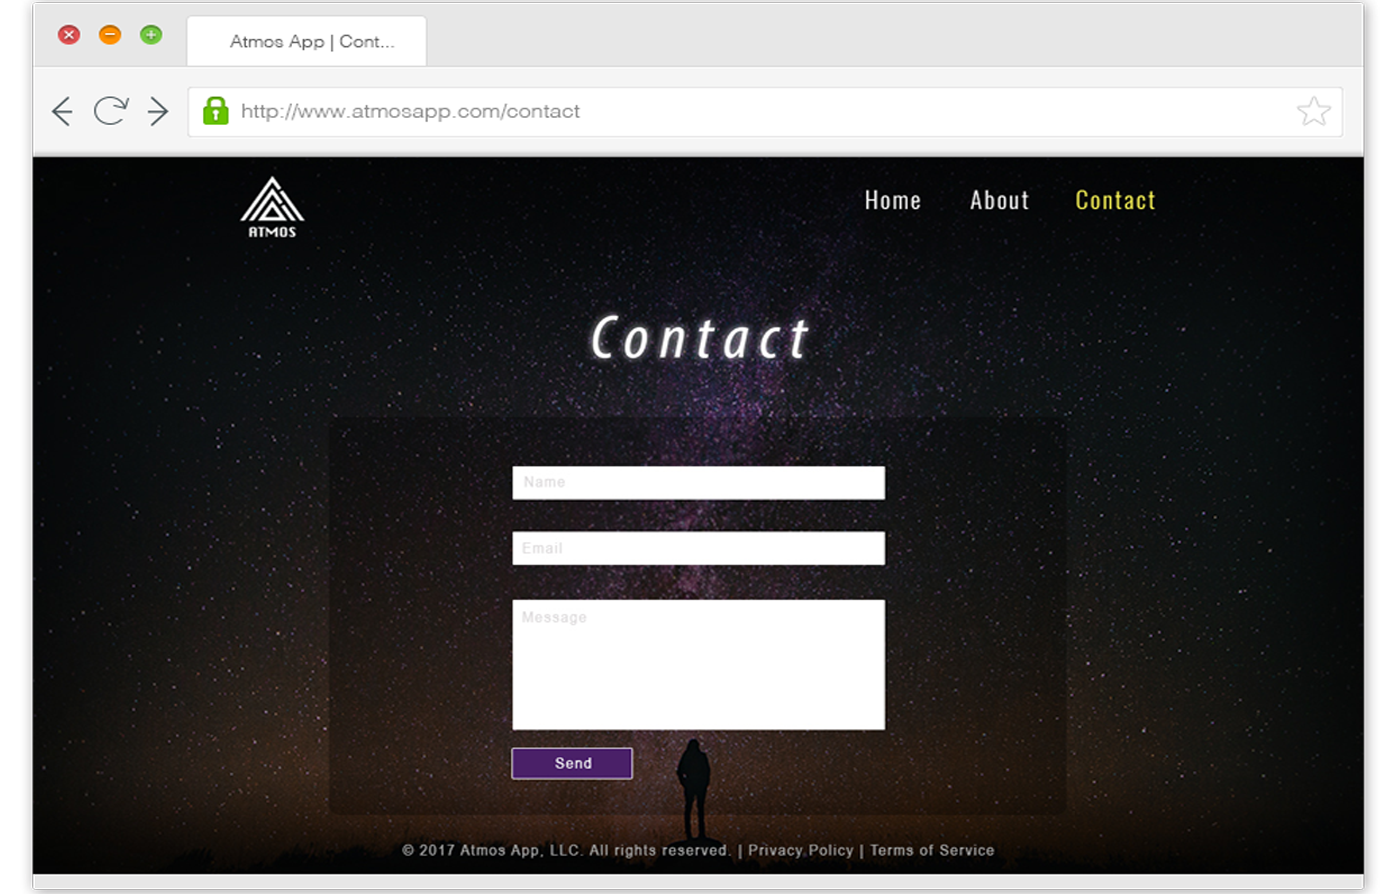 Atmos App | Cont...
http://www.atmosapp.com/contact
ATMOS
Home About Contact
Contact
Name
Email
Message
Send
© 2017 Atmos App, LLC. All rights reserved. | Privacy Policy | Terms of Service